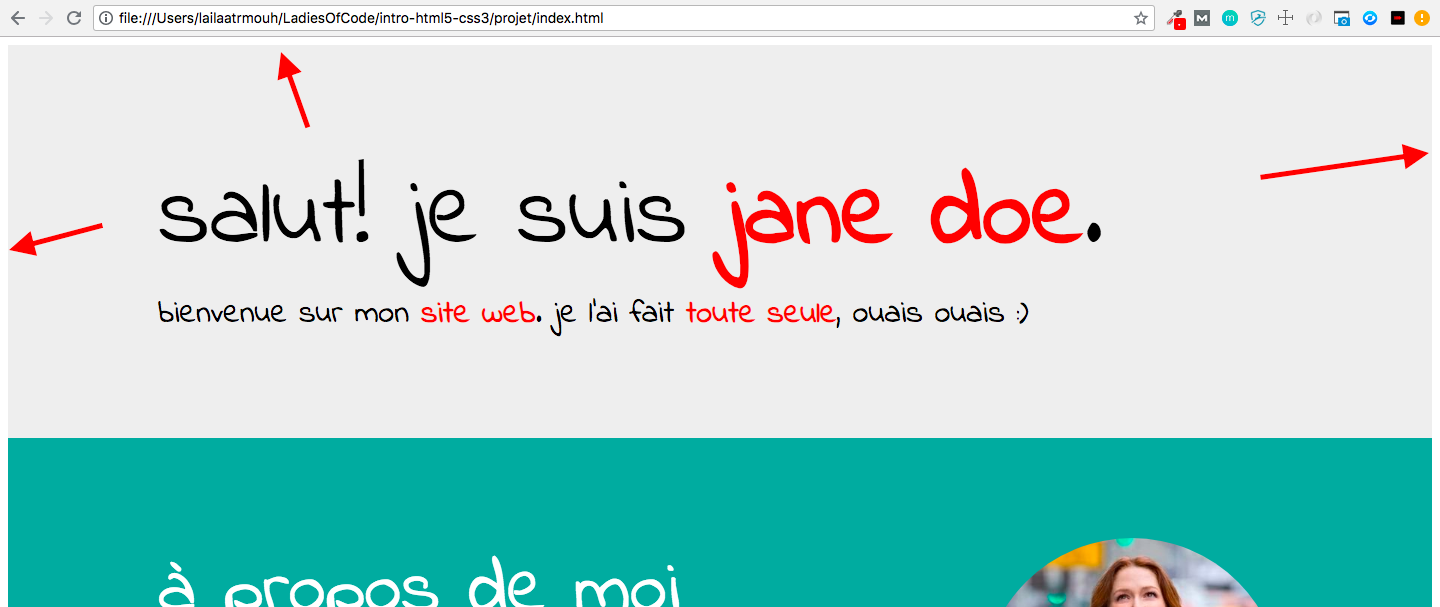 file:///Users/lailaatrmouh/LadiesOfCode/intro-html5-css3/projet/index.html
salut! je suis jane doe.
bienvenue sur mon site web. je l'ai fait toute seule, ouais ouais :)
à propos de moi